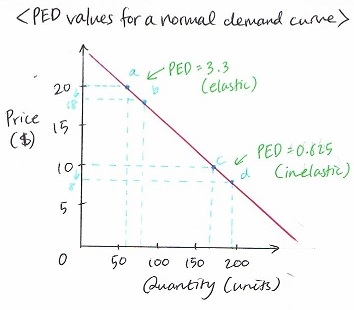 <PED values for a normal demand curve>
a
PED = 3.3
(elastic)
b
20
18
Price
($)
15
c
PED = 0.625
(inelastic)
d
10
8
5
0
50
100
150
200
Quantity (units)